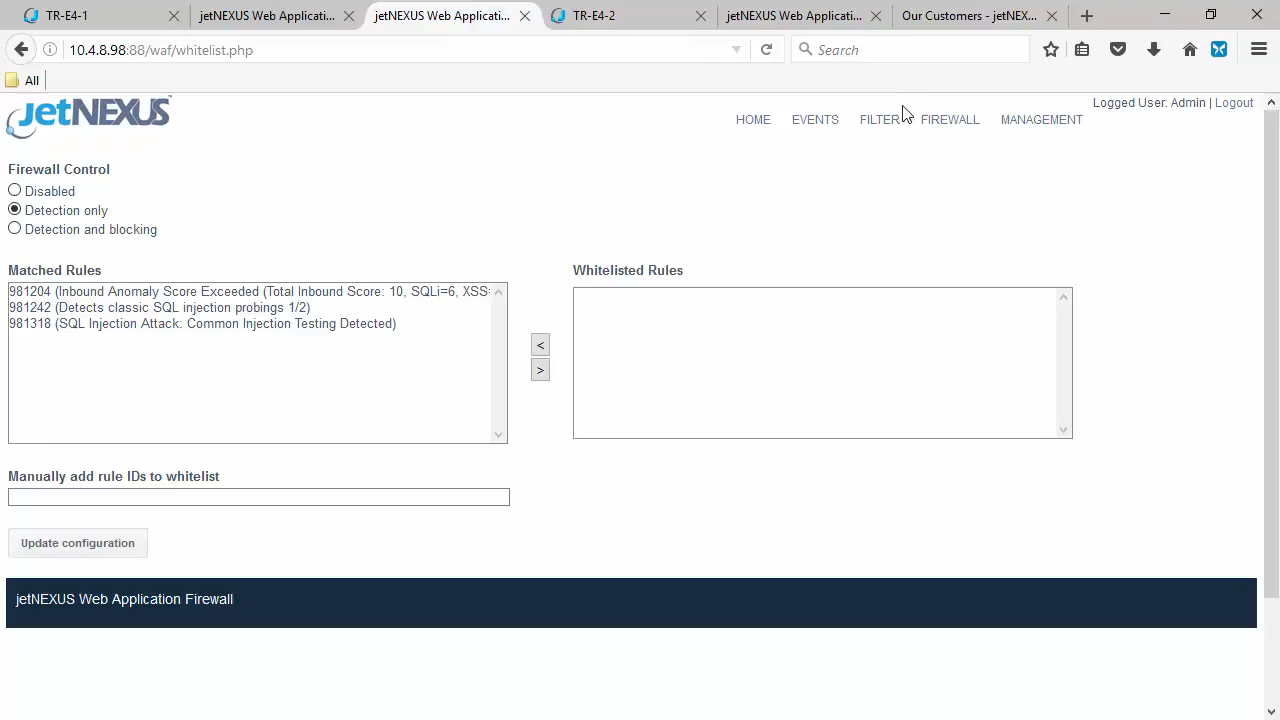 TR-E4-1
jetNEXUS Web Applicati...
jetNEXUS Web Applicati...
TR-E4-2
jetNEXUS Web Applicati...
Our Customers - jetNEX...
10.4.8.98:88/waf/whitelist.php
Search
All
jetNEXUS
Logged User: Admin | Logout
HOME EVENTS FILTER FIREWALL MANAGEMENT
Firewall Control
Disabled
Detection only
Detection and blocking
Matched Rules
981204 (Inbound Anomaly Score Exceeded (Total Inbound Score: 10, SQLi=6, XSS=
981242 (Detects classic SQL injection probings 1/2)
981318 (SQL Injection Attack: Common Injection Testing Detected)
<
>
Whitelisted Rules
Manually add rule IDs to whitelist
Update configuration
jetNEXUS Web Application Firewall